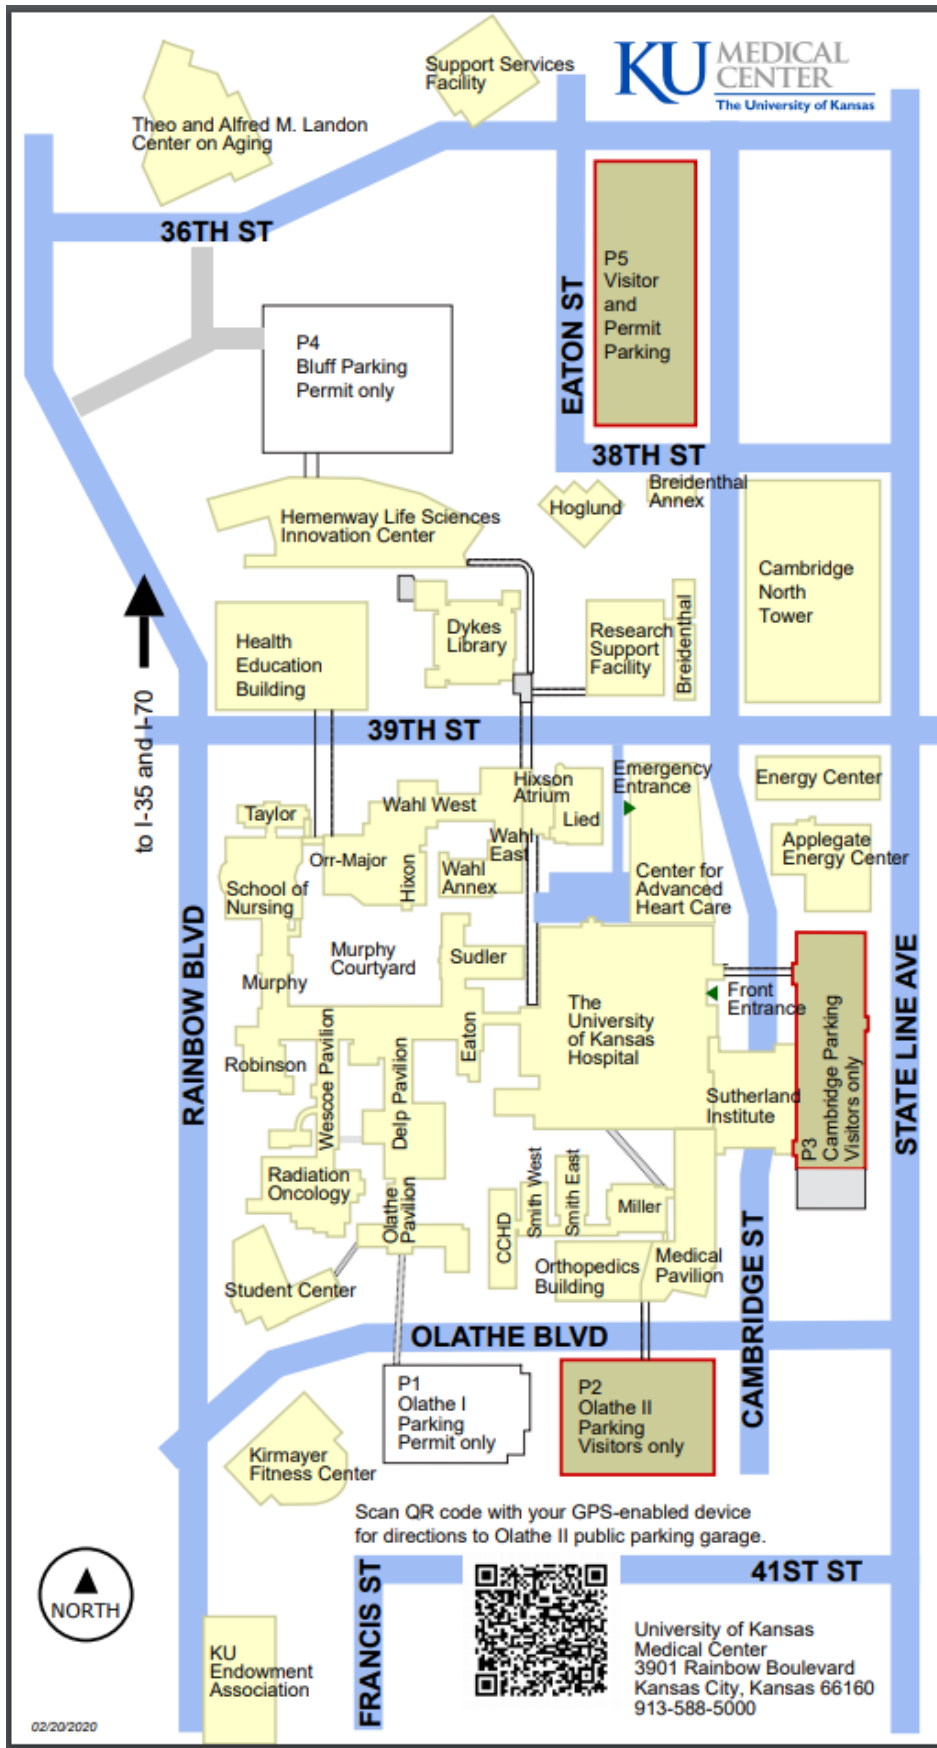 Support Services
Facility
KU MEDICAL
CENTER
The University of Kansas
Theo and Alfred M. Landon
Center on Aging
36TH ST
P5
Visitor
and
Permit
Parking
EATON ST
P4
Bluff Parking
Permit only
38TH ST
Breidenthal
Annex
Hoglund
Hemenway Life Sciences
Innovation Center
Cambridge
North
Tower
Dykes
Library
Research
Support
Facility
Breidenthal
Health
Education
Building
to I-35 and I-70
39TH ST
Emergency
Entrance
Energy Center
Hixson
Atrium
Wahl West
Taylor
Lied
Wahl
East
Applegate
Energy Center
Orr-Major
Hixon
Wahl
Annex
Center for
Advanced
Heart Care
School of
Nursing
RAINBOW BLVD
Murphy
Courtyard
Sudler
STATE LINE AVE
Murphy
Front
Entrance
The
University
of Kansas
Hospital
P3
Cambridge Parking
Visitors only
Eaton
Robinson
Wescoe Pavilion
Delp Pavilion
Sutherland
Institute
Radiation
Oncology
Olathe
Pavilion
CCHD
Smith West
Smith East
Miller
Medical
Pavilion
Orthopedics
Building
Student Center
CAMBRIDGE ST
OLATHE BLVD
P1
Olathe I
Parking
Permit only
P2
Olathe II
Parking
Visitors only
Kirmayer
Fitness Center
Scan QR code with your GPS-enabled device
for directions to Olathe II public parking garage.
41ST ST
FRANCIS ST
NORTH
KU
Endowment
Association
University of Kansas
Medical Center
3901 Rainbow Boulevard
Kansas City, Kansas 66160
913-588-5000
02/20/2020